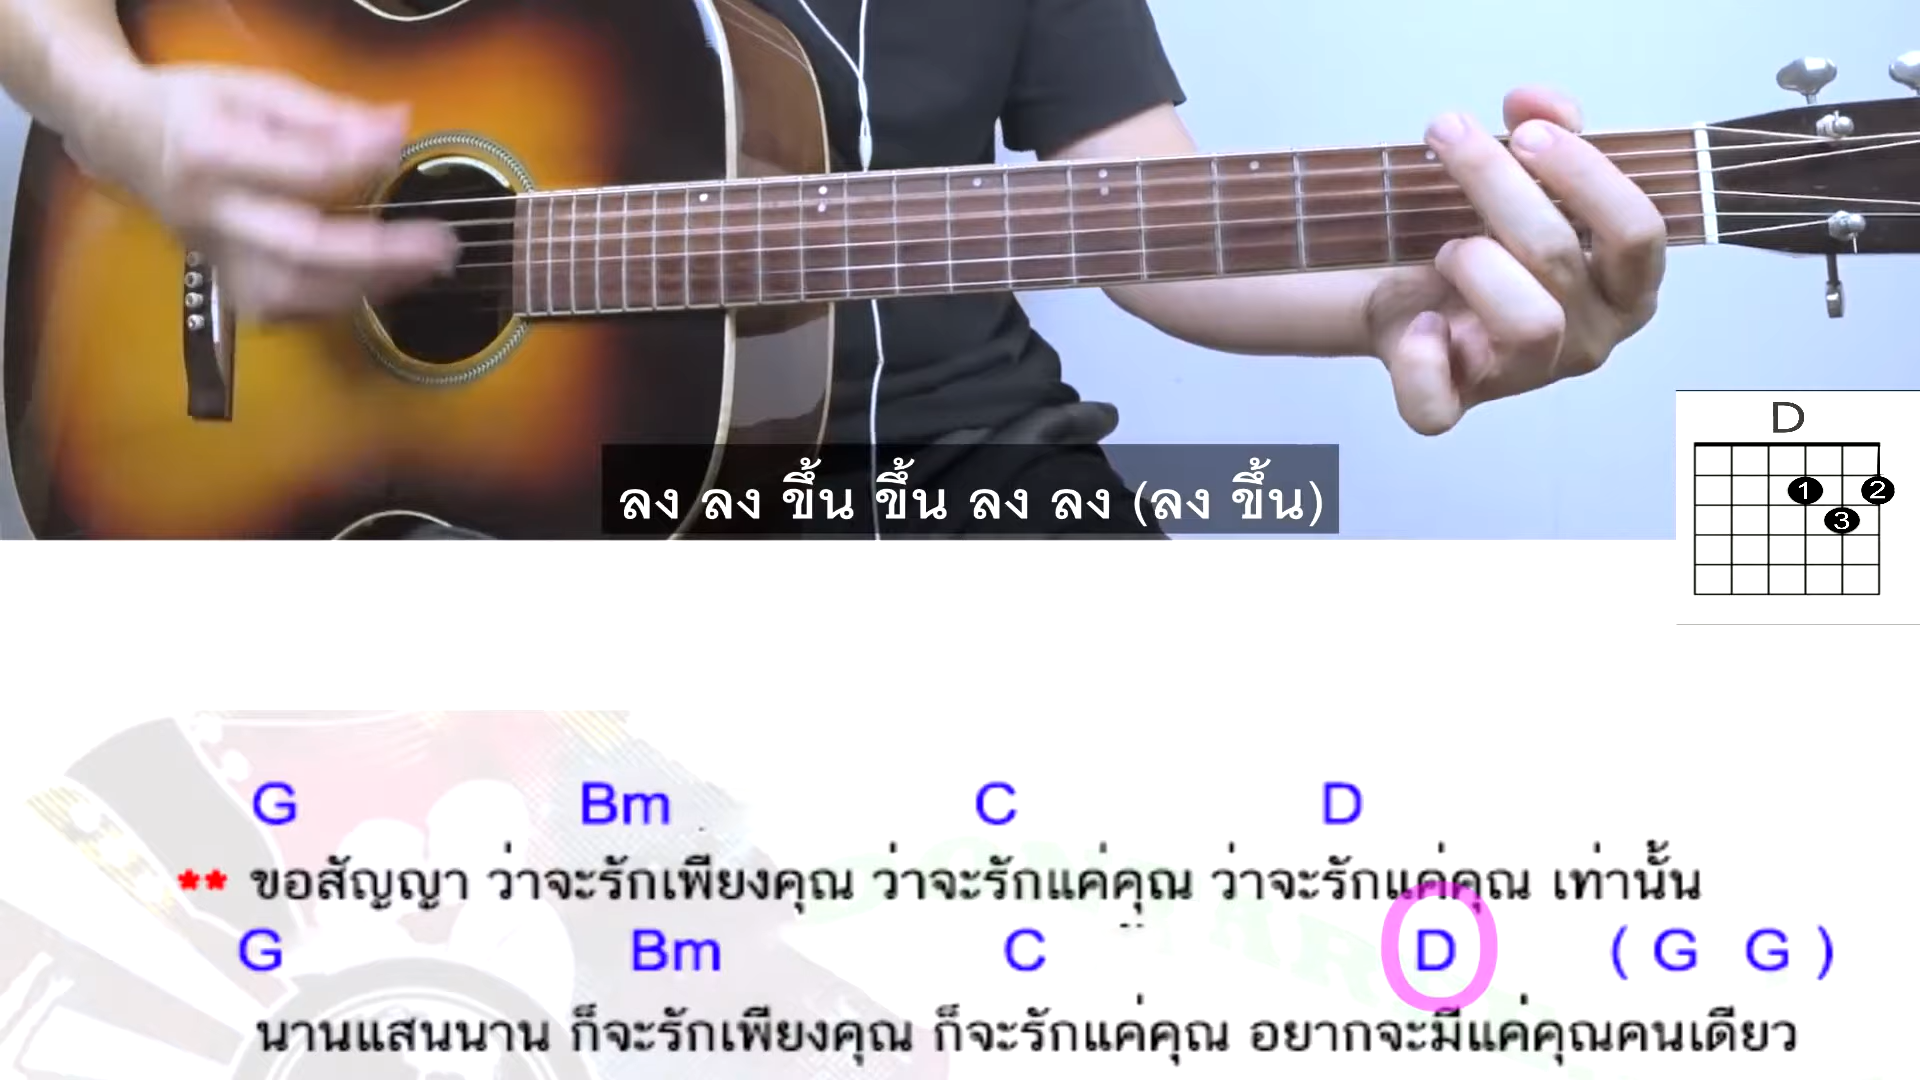 ลง ลง ขึ้น ขึ้น ลง ลง (ลง ขึ้น)
D
1 2
3
G Bm C D
** ขอสัญญา ว่าจะรักเพียงคุณ ว่าจะรักแค่คุณ ว่าจะรักแค่คุณ เท่านั้น
G Bm C D ( G G )
นานแสนนาน ก็จะรักเพียงคุณ ก็จะรักแค่คุณ อยากจะมีแค่คุณคนเดียว